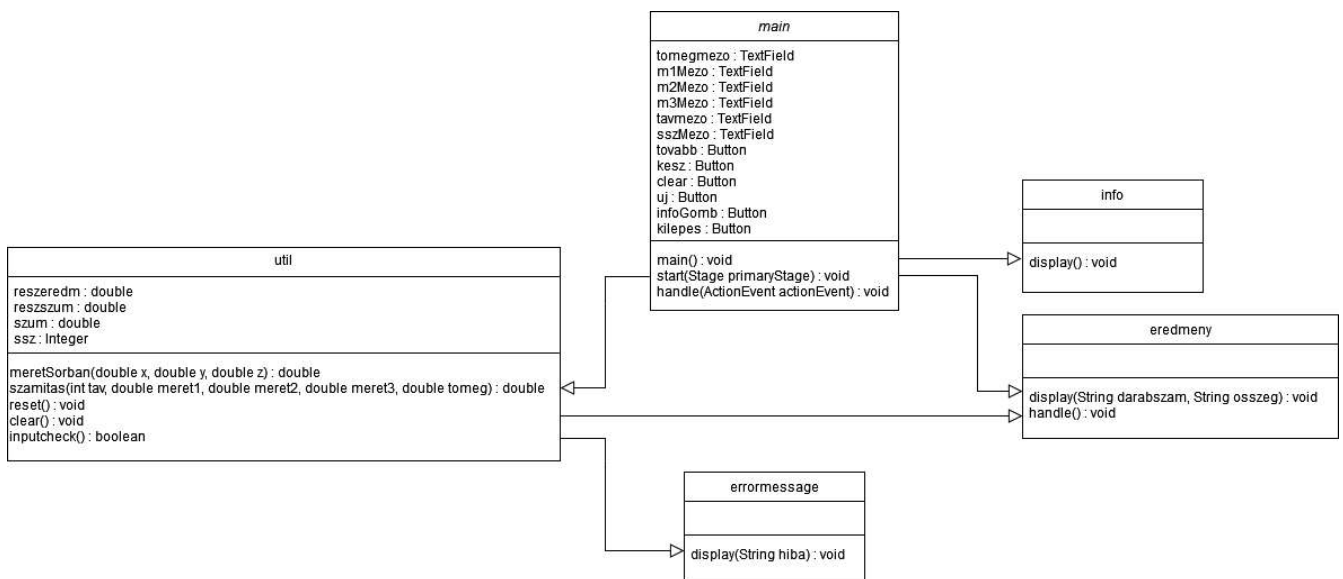 main
tomegmezo : TextField
m1Mezo : TextField
m2Mezo : TextField
m3Mezo : TextField
tavmezo : TextField
sszMezo : TextField
tovabb : Button
kesz : Button
clear : Button
uj : Button
infoGomb : Button
kilepes : Button
main() : void
start(Stage primaryStage) : void
handle(ActionEvent actionEvent) : void
info
display() : void
util
reszeredm : double
reszszum : double
szum : double
ssz : Integer
meretSorban(double x, double y, double z) : double
szamitas(int tav, double meret1, double meret2, double meret3, double tomeg) : double
reset() : void
clear() : void
inputcheck() : boolean
eredmeny
display(String darabszam, String osszeg) : void
handle() : void
errormessage
display(String hiba) : void